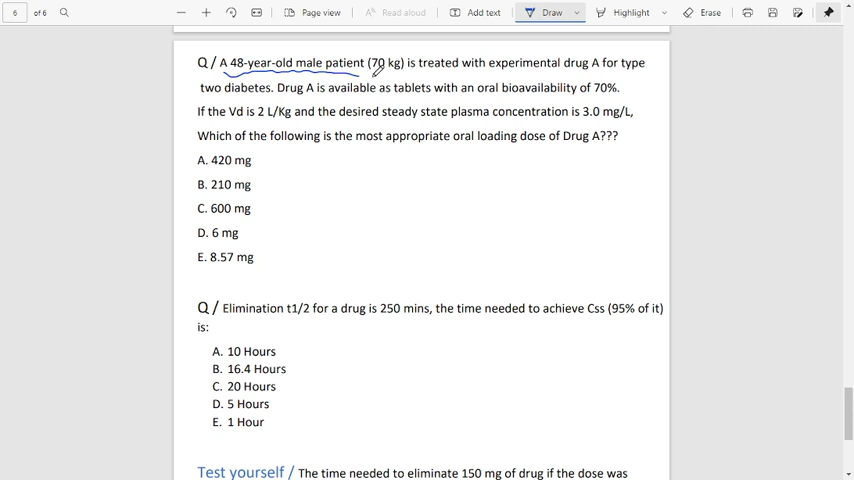 6 of 6 Page view Read aloud Add text Draw Highlight Erase
Q / A 48-year-old male patient (70 kg) is treated with experimental drug A for type
two diabetes. Drug A is available as tablets with an oral bioavailability of 70%.
If the Vd is 2 L/Kg and the desired steady state plasma concentration is 3.0 mg/L,
Which of the following is the most appropriate oral loading dose of Drug A???
A. 420 mg
B. 210 mg
C. 600 mg
D. 6 mg
E. 8.57 mg
Q / Elimination t1/2 for a drug is 250 mins, the time needed to achieve Css (95% of it)
is:
A. 10 Hours
B. 16.4 Hours
C. 20 Hours
D. 5 Hours
E. 1 Hour
Test yourself / The time needed to eliminate 150 mg of drug if the dose was